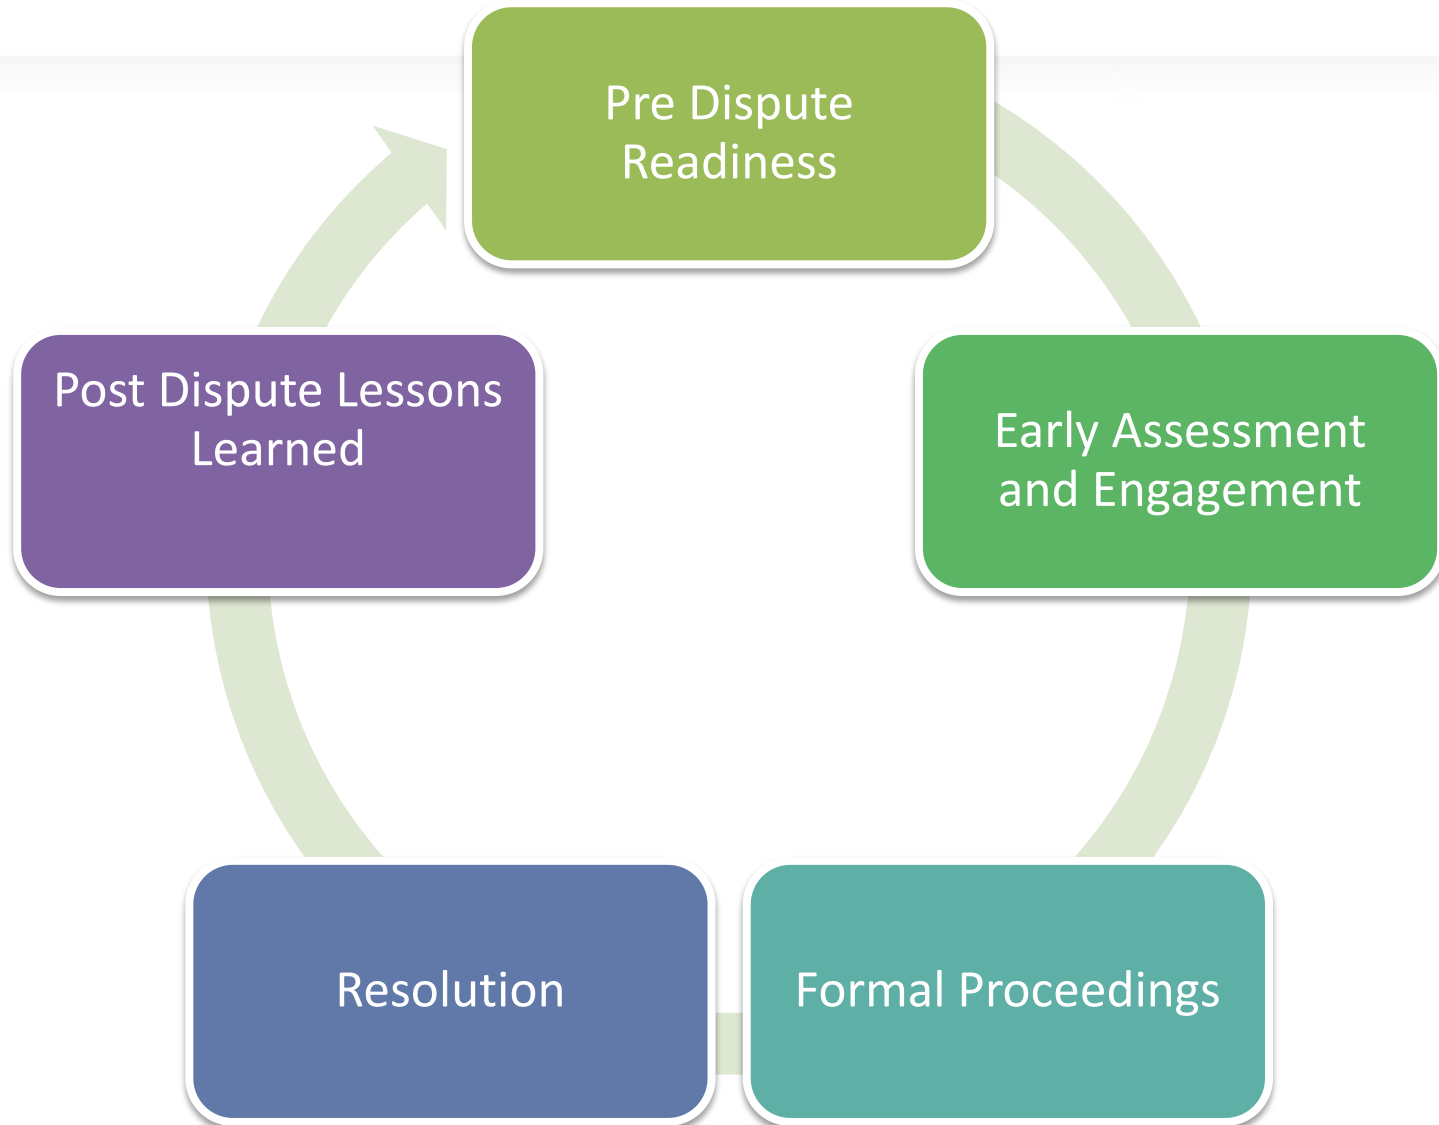 Pre Dispute
Readiness
Early Assessment
and Engagement
Formal Proceedings
Resolution
Post Dispute Lessons
Learned